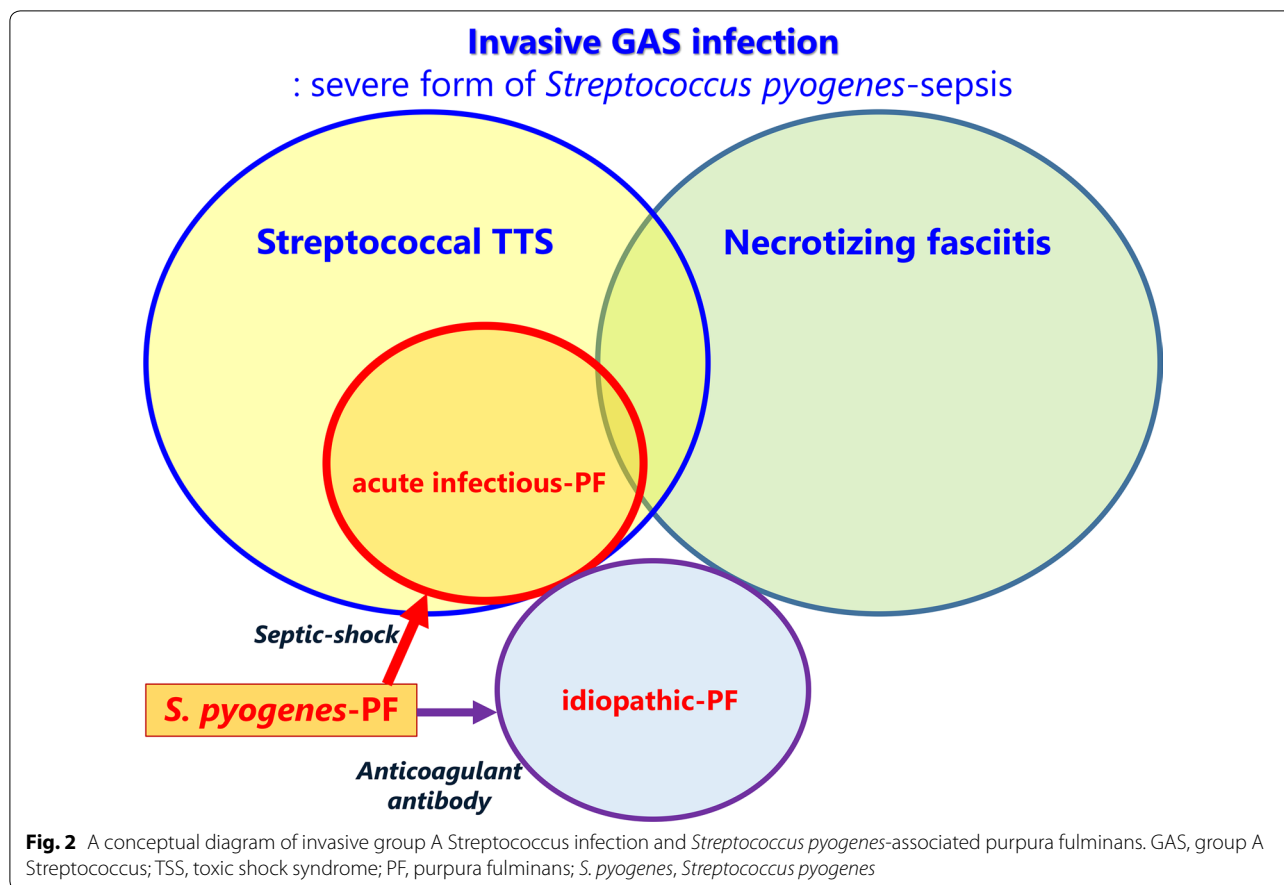 Invasive GAS infection
: severe form of Streptococcus pyogenes-sepsis
Streptococcal TTS
Necrotizing fasciitis
acute infectious-PF
Septic-shock
S. pyogenes-PF
idiopathic-PF
Anticoagulant
antibody
Fig. 2 A conceptual diagram of invasive group A Streptococcus infection and Streptococcus pyogenes-associated purpura fulminans. GAS, group A
Streptococcus; TSS, toxic shock syndrome; PF, purpura fulminans; S. pyogenes, Streptococcus pyogenes